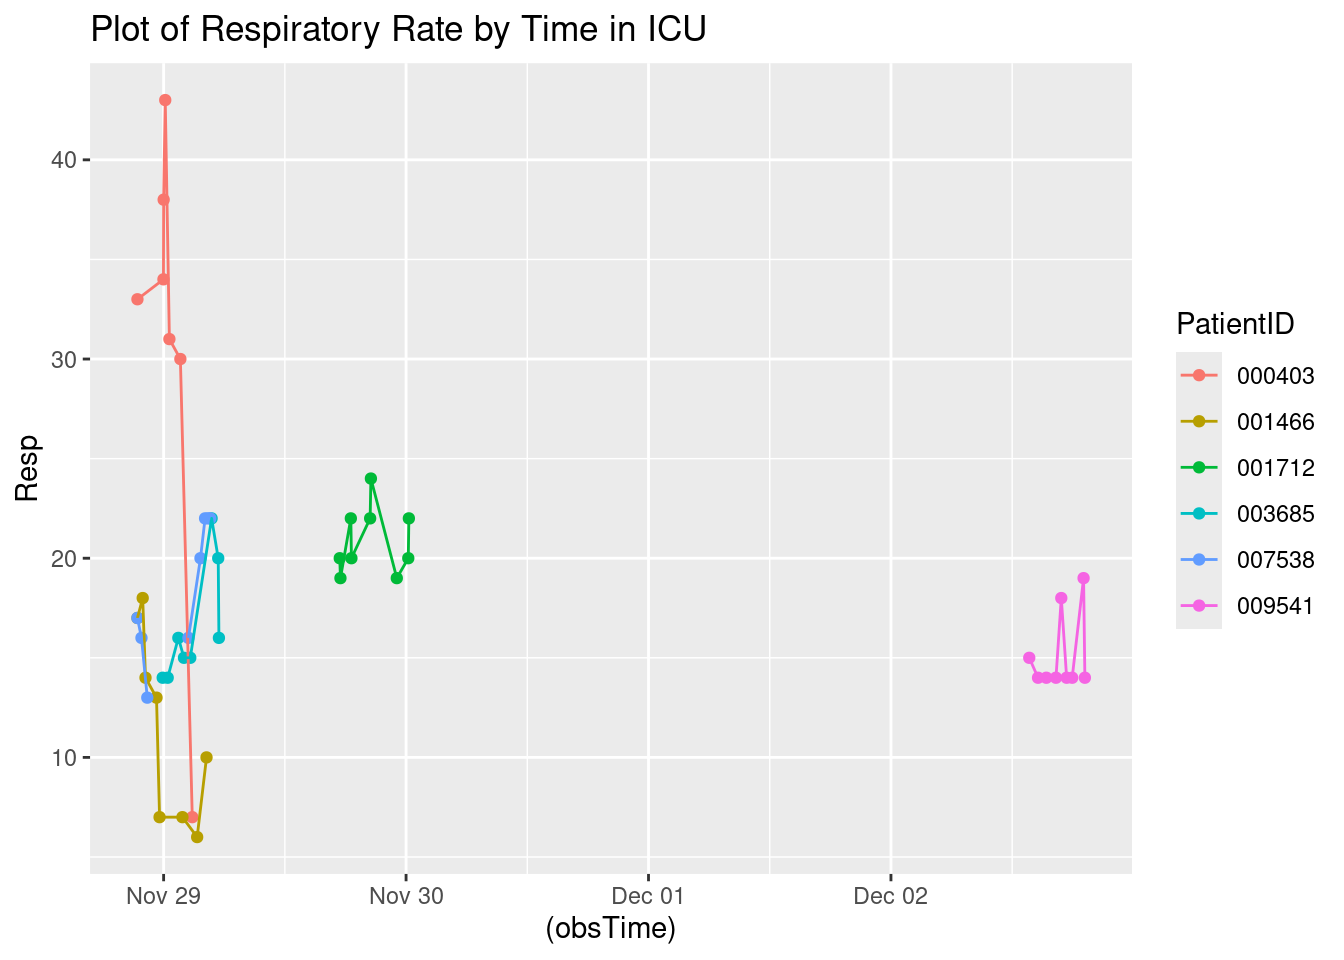 Plot of Respiratory Rate by Time in ICU
40
30
20
10
Resp
Nov 29
Nov 30
Dec 01
Dec 02
(obsTime)
PatientID
000403
001466
001712
003685
007538
009541